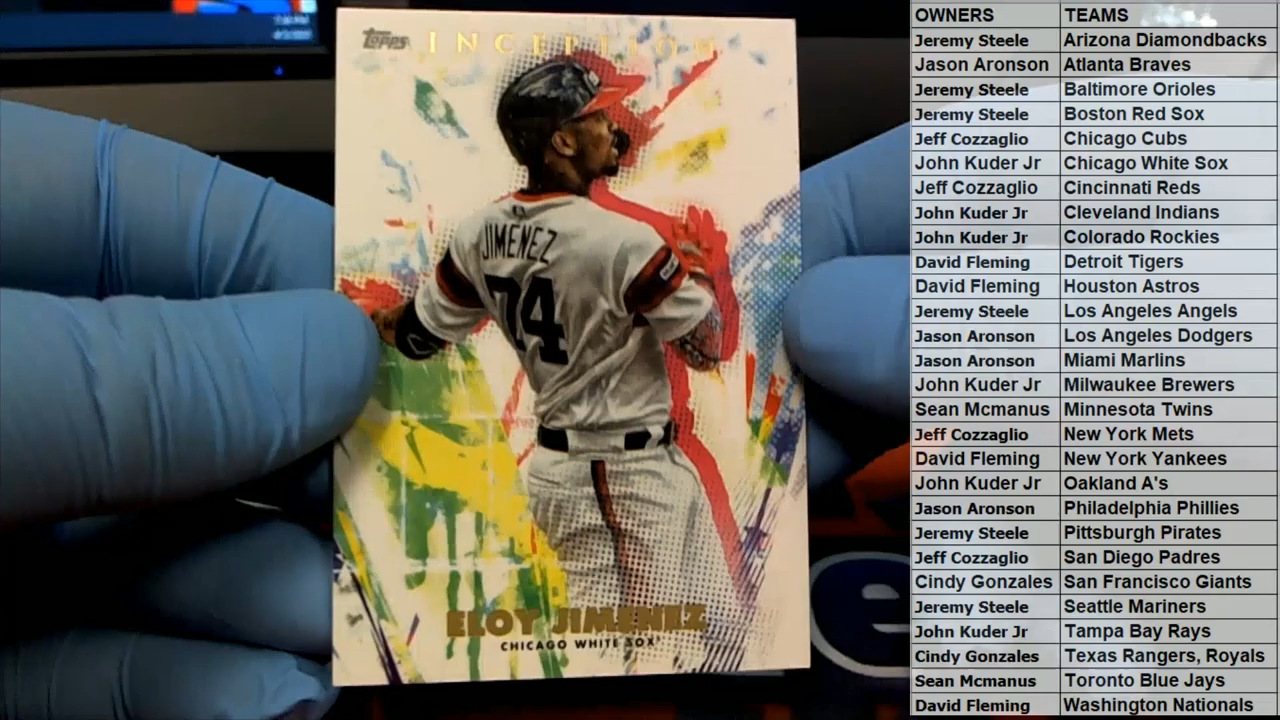 Topps INCEPTION
JIMENEZ
74
ELOY JIMENEZ
CHICAGO WHITE SOX
e
OWNERS TEAMS
Jeremy Steele Arizona Diamondbacks
Jason Aronson Atlanta Braves
Jeremy Steele Baltimore Orioles
Jeremy Steele Boston Red Sox
Jeff Cozzaglio Chicago Cubs
John Kuder Jr Chicago White Sox
Jeff Cozzaglio Cincinnati Reds
John Kuder Jr Cleveland Indians
John Kuder Jr Colorado Rockies
David Fleming Detroit Tigers
David Fleming Houston Astros
Jeremy Steele Los Angeles Angels
Jason Aronson Los Angeles Dodgers
Jason Aronson Miami Marlins
John Kuder Jr Milwaukee Brewers
Sean Mcmanus Minnesota Twins
Jeff Cozzaglio New York Mets
David Fleming New York Yankees
John Kuder Jr Oakland A's
Jason Aronson Philadelphia Phillies
Jeremy Steele Pittsburgh Pirates
Jeff Cozzaglio San Diego Padres
Cindy Gonzales San Francisco Giants
Jeremy Steele Seattle Mariners
John Kuder Jr Tampa Bay Rays
Cindy Gonzales Texas Rangers, Royals
Sean Mcmanus Toronto Blue Jays
David Fleming Washington Nationals